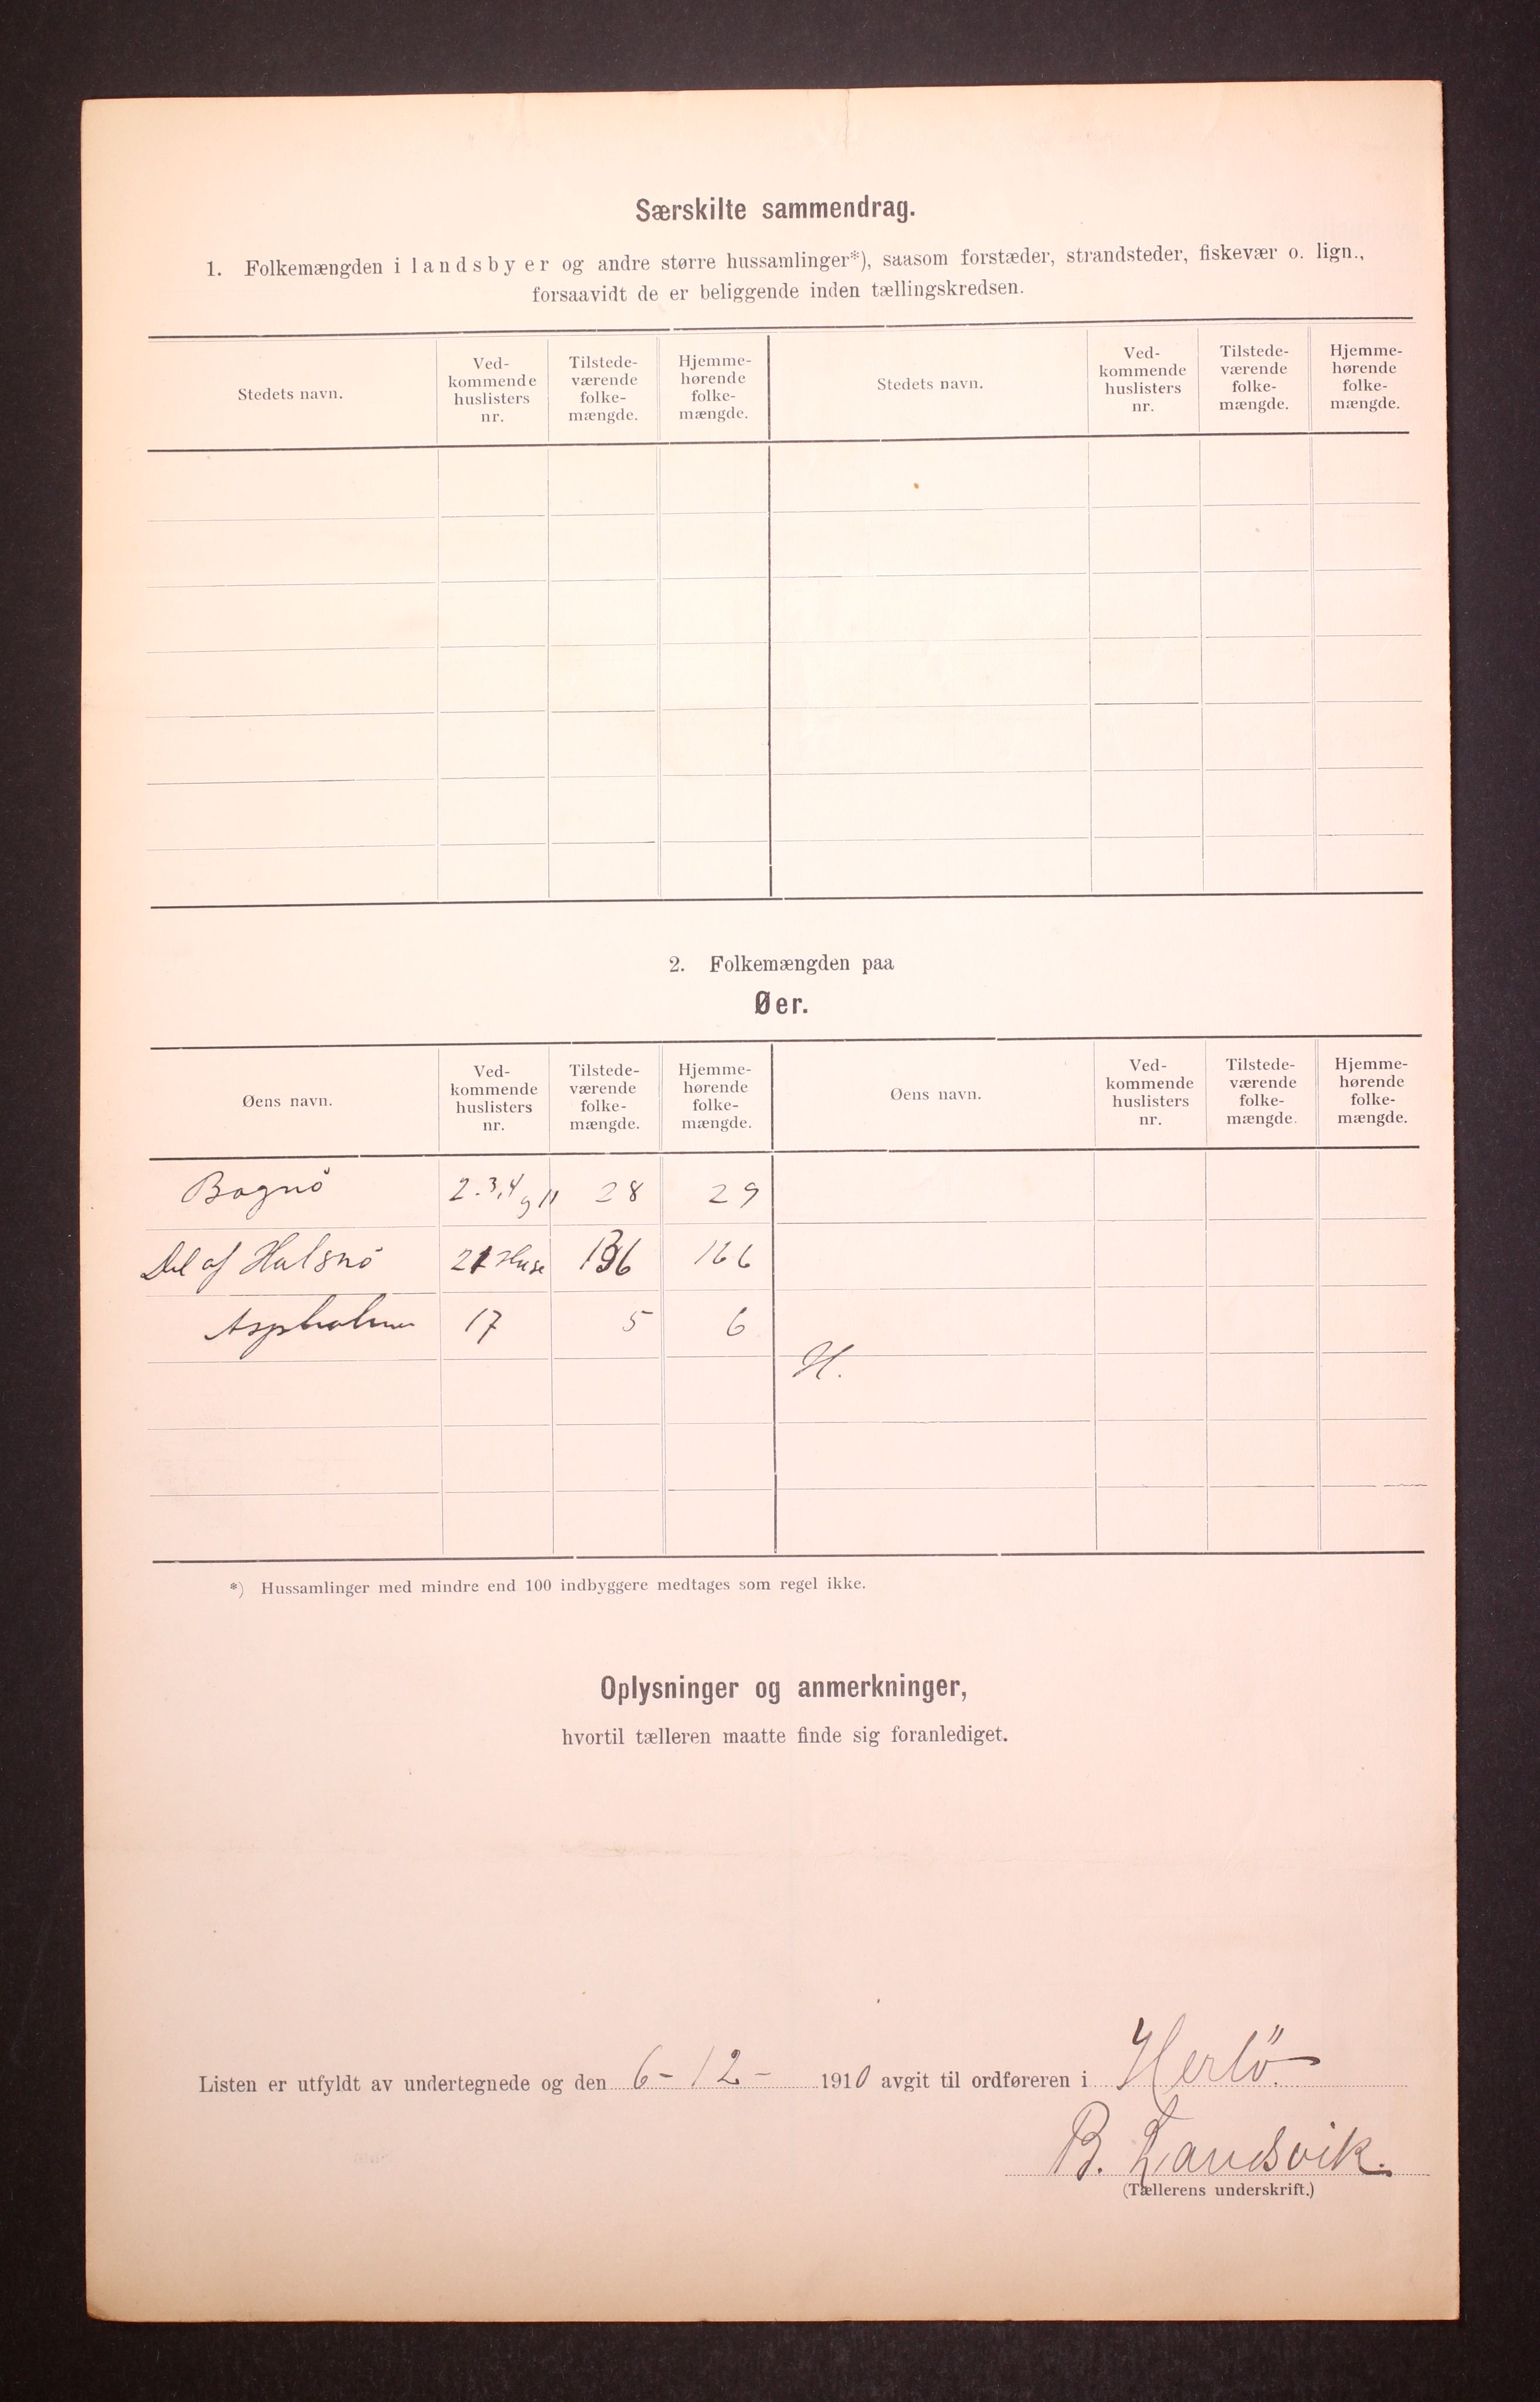 Særskilte sammendrag.
1. Folkemængden i landsbyer og andre større hussamlinger*), saasom forstæder, strandsteder, fiskevær o. lign.,
forsaavidt de er beliggende inden tællingskredsen.
Stedets navn.
Ved-
kommende
huslisters
nr.
Tilstede-
værende
folke-
mængde.
Hjemme-
hørende
folke-
mængde.
Stedets navn.
Ved-
kommende
huslisters
nr.
Tilstede-
værende
folke-
mængde.
Hjemme-
hørende
folke-
mængde.
2. Folkemængden paa
Øer.
Øens navn.
Ved-
kommende
huslisters
nr.
Tilstede-
værende
folke-
mængde.
Hjemme-
hørende
folke-
mængde.
Øens navn.
Ved-
kommende
huslisters
nr.
Tilstede-
værende
folke-
mængde.
Hjemme-
hørende
folke-
mængde.
Bognö 2.3,4 og 11 28 29
Del af Halsnö 21 Huse 136 166
Aspholmen 17 5 6
H.
*) Hussamlinger med mindre end 100 indbyggere medtages som regel ikke.
Oplysninger og anmerkninger,
hvortil tælleren maatte finde sig foranlediget.
Listen er utfyldt av undertegnede og den 6-12- 1910 avgit til ordføreren i Herlö.
B. Landsvik.
(Tællerens underskrift.)